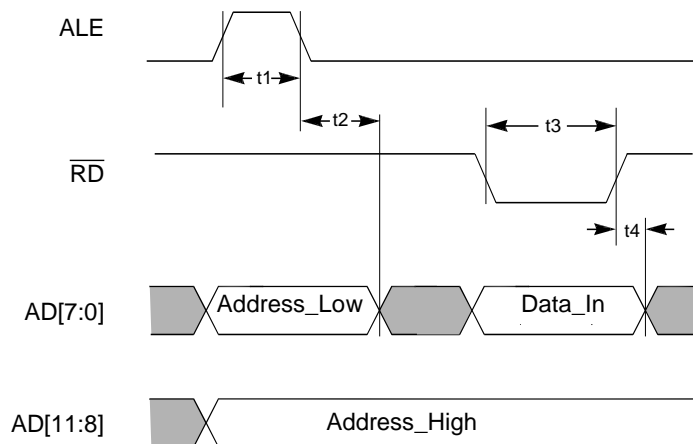 ALE
t1
t2
t3
RD
t4
AD[7:0]
Address_Low
Data_In
AD[11:8]
Address_High